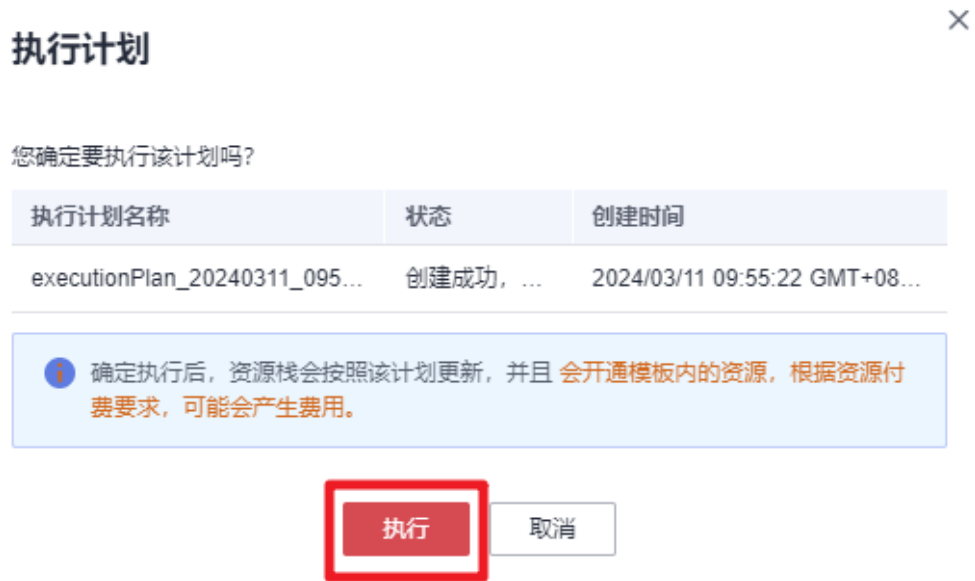 执行计划
您确定要执行该计划吗?
执行计划名称 状态 创建时间
executionPlan_20240311_095... 创建成功，... 2024/03/11 09:55:22 GMT+08...
确定执行后，资源栈会按照该计划更新，并且 会开通模板内的资源，根据资源付
费要求，可能会产生费用。
执行 取消